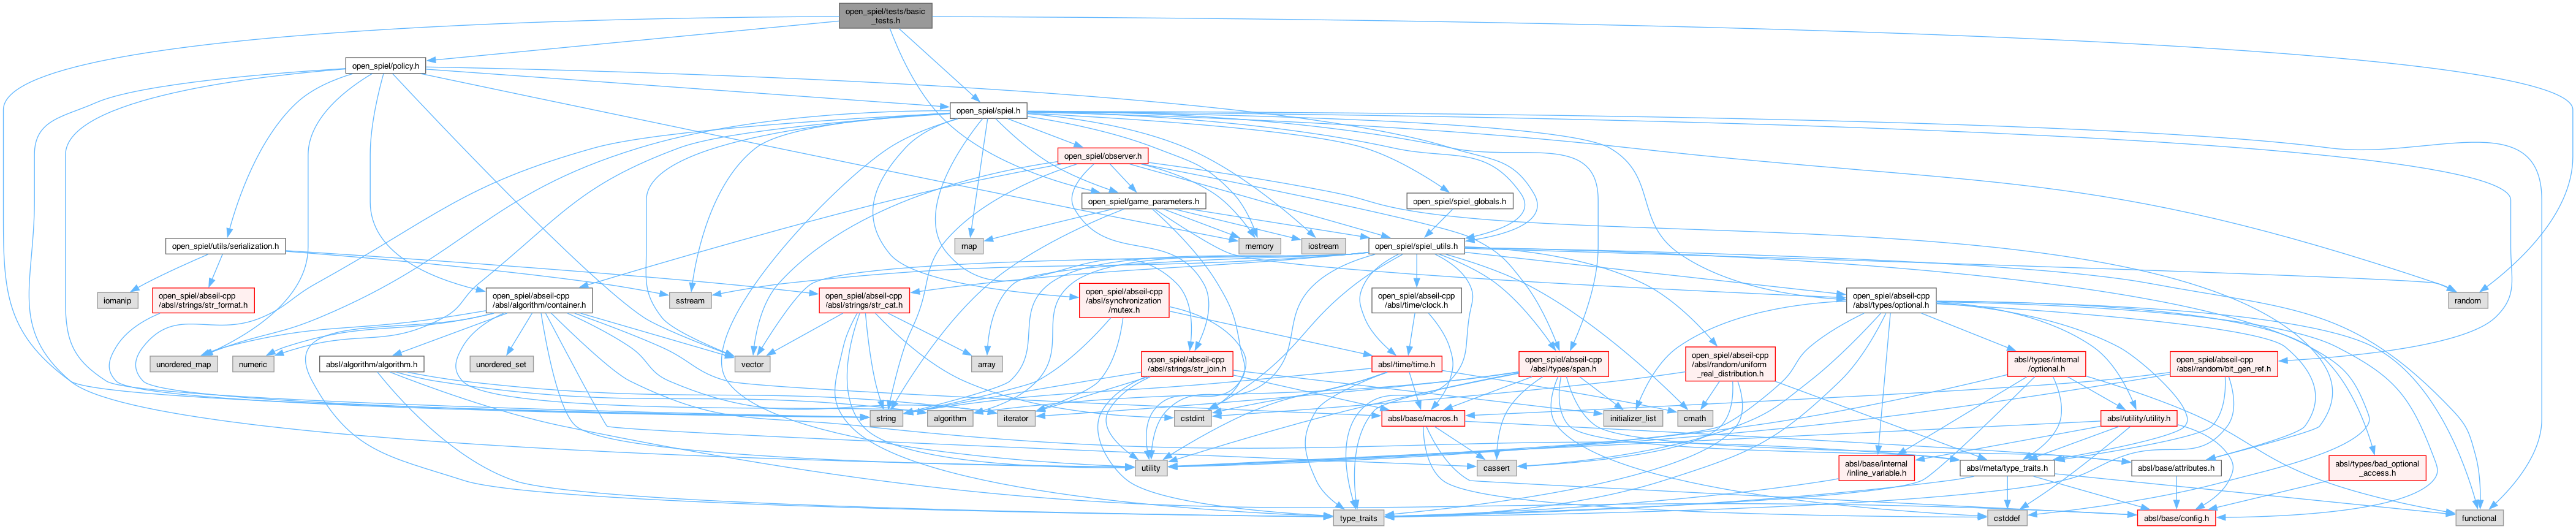 open_spiel/tests/basic
_tests.h
open_spiel/policy.h
open_spiel/spiel.h
open_spiel/observer.h
open_spiel/game_parameters.h
open_spiel/spiel_globals.h
open_spiel/utils/serialization.h
map
memory
iostream
open_spiel/spiel_utils.h
iomanip
open_spiel/abseil-cpp
/absl/strings/str_format.h
open_spiel/abseil-cpp
/absl/algorithm/container.h
sstream
open_spiel/abseil-cpp
/absl/strings/str_cat.h
open_spiel/abseil-cpp
/absl/synchronization
/mutex.h
open_spiel/abseil-cpp
/absl/time/clock.h
open_spiel/abseil-cpp
/absl/types/optional.h
random
unordered_map
numeric
absl/algorithm/algorithm.h
unordered_set
vector
array
open_spiel/abseil-cpp
/absl/strings/str_join.h
absl/time/time.h
open_spiel/abseil-cpp
/absl/types/span.h
open_spiel/abseil-cpp
/absl/random/uniform
_real_distribution.h
absl/types/internal
/optional.h
open_spiel/abseil-cpp
/absl/random/bit_gen_ref.h
string
algorithm
iterator
cstdint
absl/base/macros.h
initializer_list
cmath
absl/utility/utility.h
utility
cassert
absl/base/internal
/inline_variable.h
absl/meta/type_traits.h
absl/base/attributes.h
absl/types/bad_optional
_access.h
type_traits
cstddef
absl/base/config.h
functional